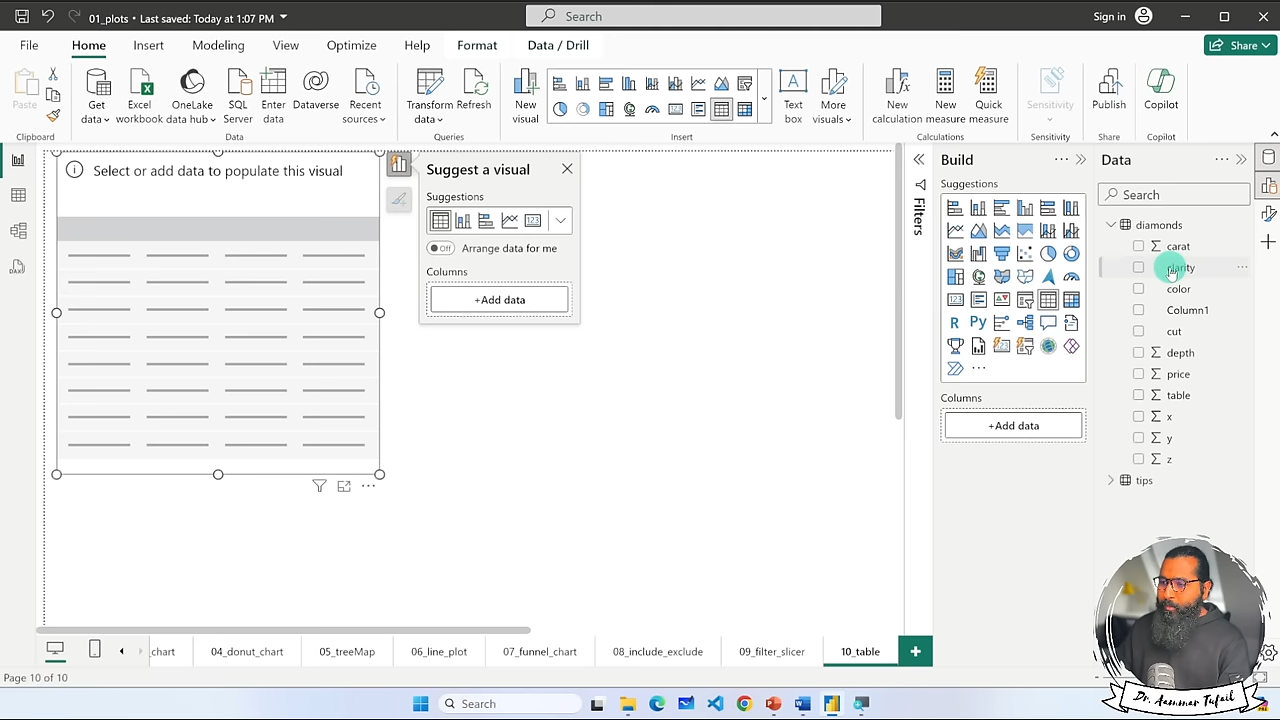 01_plots • Last saved: Today at 1:07 PM
Search
Sign in
File
Home
Insert
Modeling
View
Optimize
Help
Format
Data / Drill
Share
Paste
Get data
Excel workbook
OneLake data hub
SQL Server
Enter data
Dataverse
Recent sources
Transform data
Refresh
New visual
Text box
More visuals
New calculation
New measure
Quick measure
Sensitivity
Publish
Copilot
Clipboard
Data
Queries
Insert
Calculations
Sensitivity
Share
Copilot
Select or add data to populate this visual
Suggest a visual
Suggestions
123
Off
Arrange data for me
Columns
+Add data
Filters
Build
Suggestions
123
R
Py
Columns
+Add data
Data
Search
diamonds
carat
clarity
color
Column1
cut
depth
price
table
x
y
z
tips
chart
04_donut_chart
05_treeMap
06_line_plot
07_funnel_chart
08_include_exclude
09_filter_slicer
10_table
Page 10 of 10
Search
Dr. Aammar Tufail